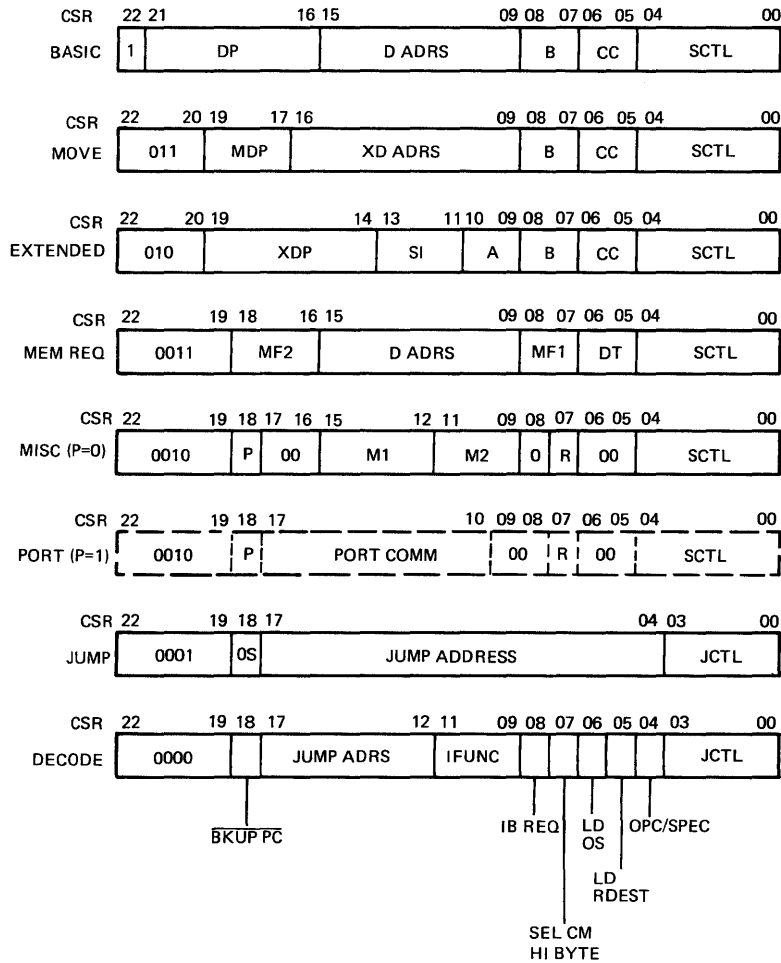 CSR 22 21 16 15 09 08 07 06 05 04 00
BASIC 1 DP D ADRS B CC SCTL
CSR 22 20 19 17 16 09 08 07 06 05 04 00
MOVE 011 MDP XD ADRS B CC SCTL
CSR 22 20 19 14 13 11 10 09 08 07 06 05 04 00
EXTENDED 010 XDP SI A B CC SCTL
CSR 22 19 18 16 15 09 08 07 06 05 04 00
MEM REQ 0011 MF2 D ADRS MF1 DT SCTL
CSR 22 19 18 17 16 15 12 11 09 08 07 06 05 04 00
MISC (P=0) 0010 P 00 M1 M2 0 R 00 SCTL
CSR 22 19 18 17 10 09 08 07 06 05 04 00
PORT (P=1) 0010 P PORT COMM 00 R 00 SCTL
CSR 22 19 18 17 04 03 00
JUMP 0001 0S JUMP ADDRESS JCTL
CSR 22 19 18 17 12 11 09 08 07 06 05 04 03 00
DECODE 0000 JUMP ADRS IFUNC JCTL
BKUP PC IB REQ LD OPC/SPEC
OS
LD
RDEST
SEL CM
HI BYTE